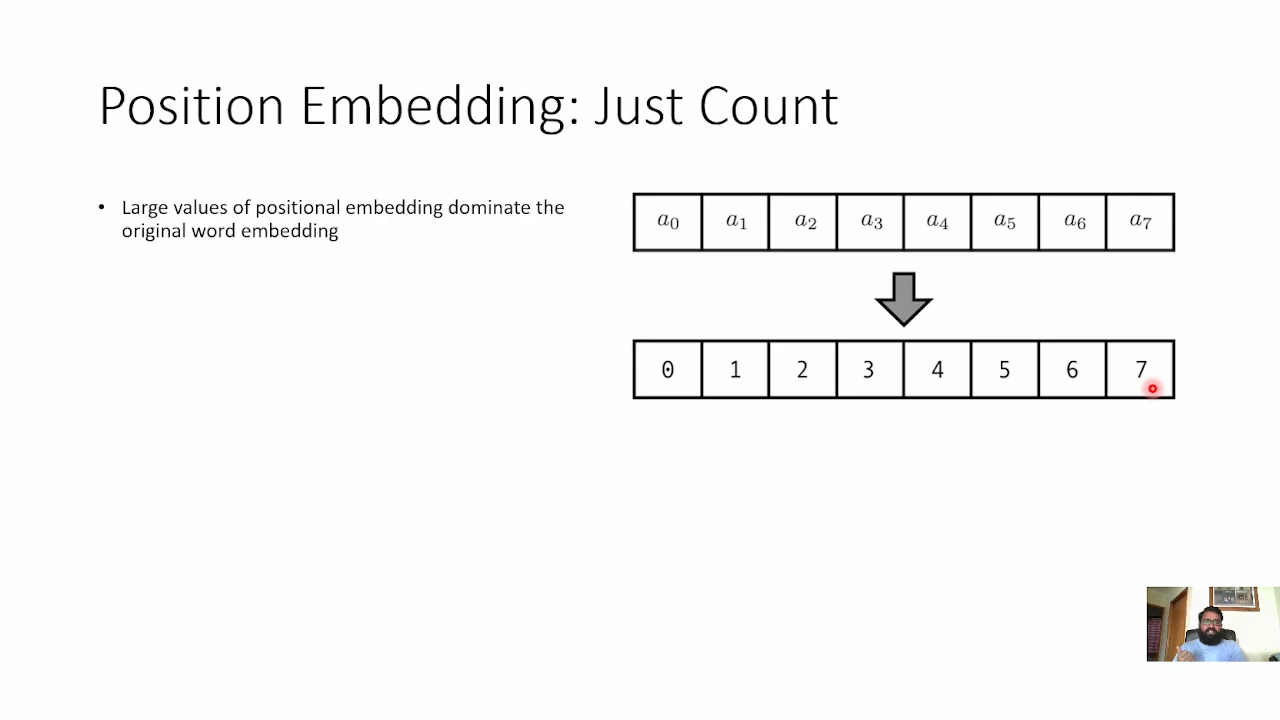 Position Embedding: Just Count
• Large values of positional embedding dominate the
original word embedding
a₀ a₁ a₂ a₃ a₄ a₅ a₆ a₇
0 1 2 3 4 5 6 7